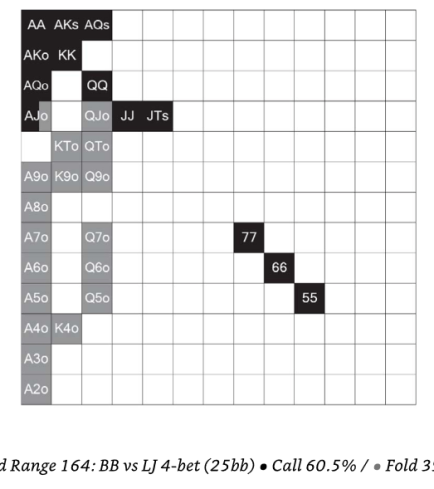 AA AKs AQs
AKo KK
AQo QQ
AJo QJo JJ JTs
KTo QTo
A9o K9o Q9o
A8o
A7o Q7o 77
A6o Q6o 66
A5o Q5o 55
A4o K4o
A3o
A2o
Range 164: BB vs LJ 4-bet (25bb) ● Call 60.5% / ● Fold